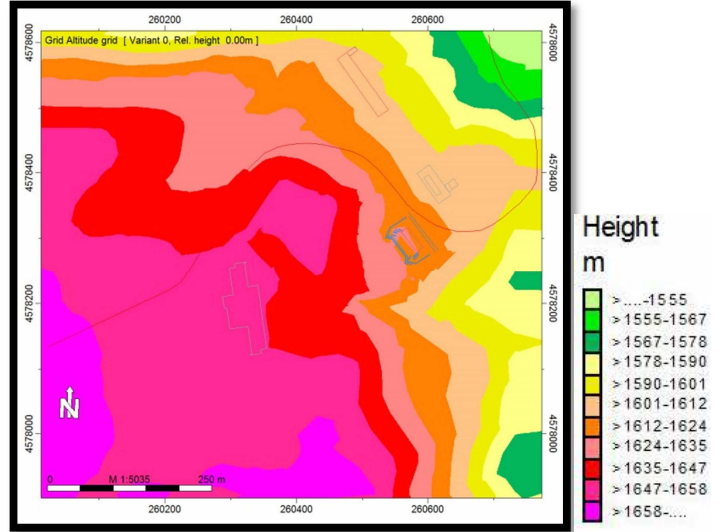 260200 260400 260600
Grid Altitude grid [ Variant 0, Rel. height 0.00m ]
4578600 4578600
4578400 4578400
4578200 4578200
4578000 4578000
N
0 M 1:5035 250 m
260200 260400 260600
Height
m
>....-1555
>1555-1567
>1567-1578
>1578-1590
>1590-1601
>1601-1612
>1612-1624
>1624-1635
>1635-1647
>1647-1658
>1658-....